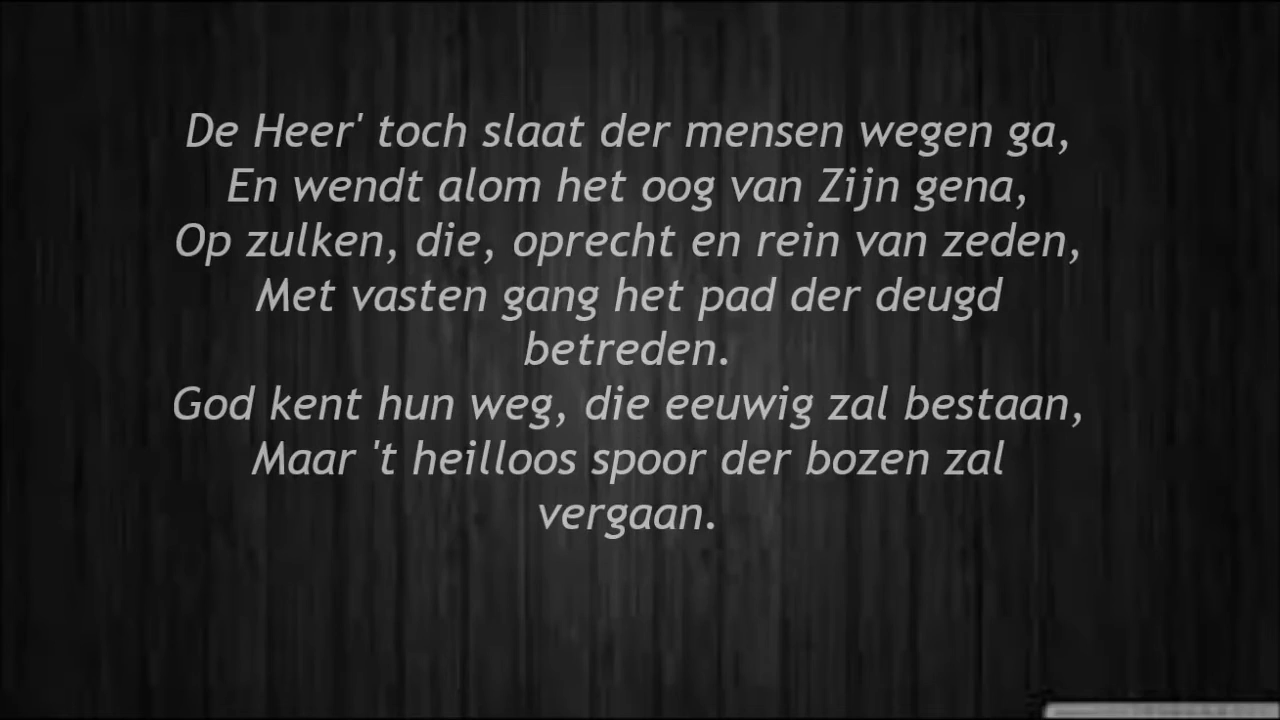 De Heer' toch slaat der mensen wegen ga,
En wendt alom het oog van Zijn gena,
Op zulken, die, oprecht en rein van zeden,
Met vasten gang het pad der deugd
betreden.
God kent hun weg, die eeuwig zal bestaan,
Maar 't heilloos spoor der bozen zal
vergaan.